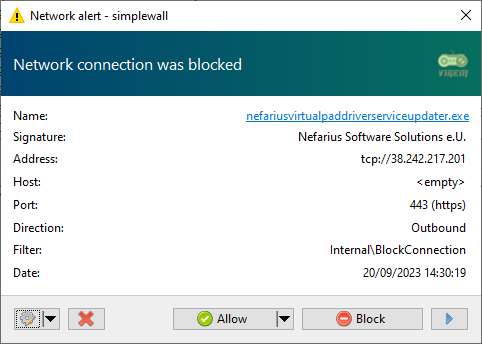 Network alert - simplewall
Network connection was blocked
VIGEM
Name: nefariusvirtualpaddriverserviceupdater.exe
Signature: Nefarius Software Solutions e.U.
Address: tcp://38.242.217.201
Host: <empty>
Port: 443 (https)
Direction: Outbound
Filter: Internal\BlockConnection
Date: 20/09/2023 14:30:19
Allow Block